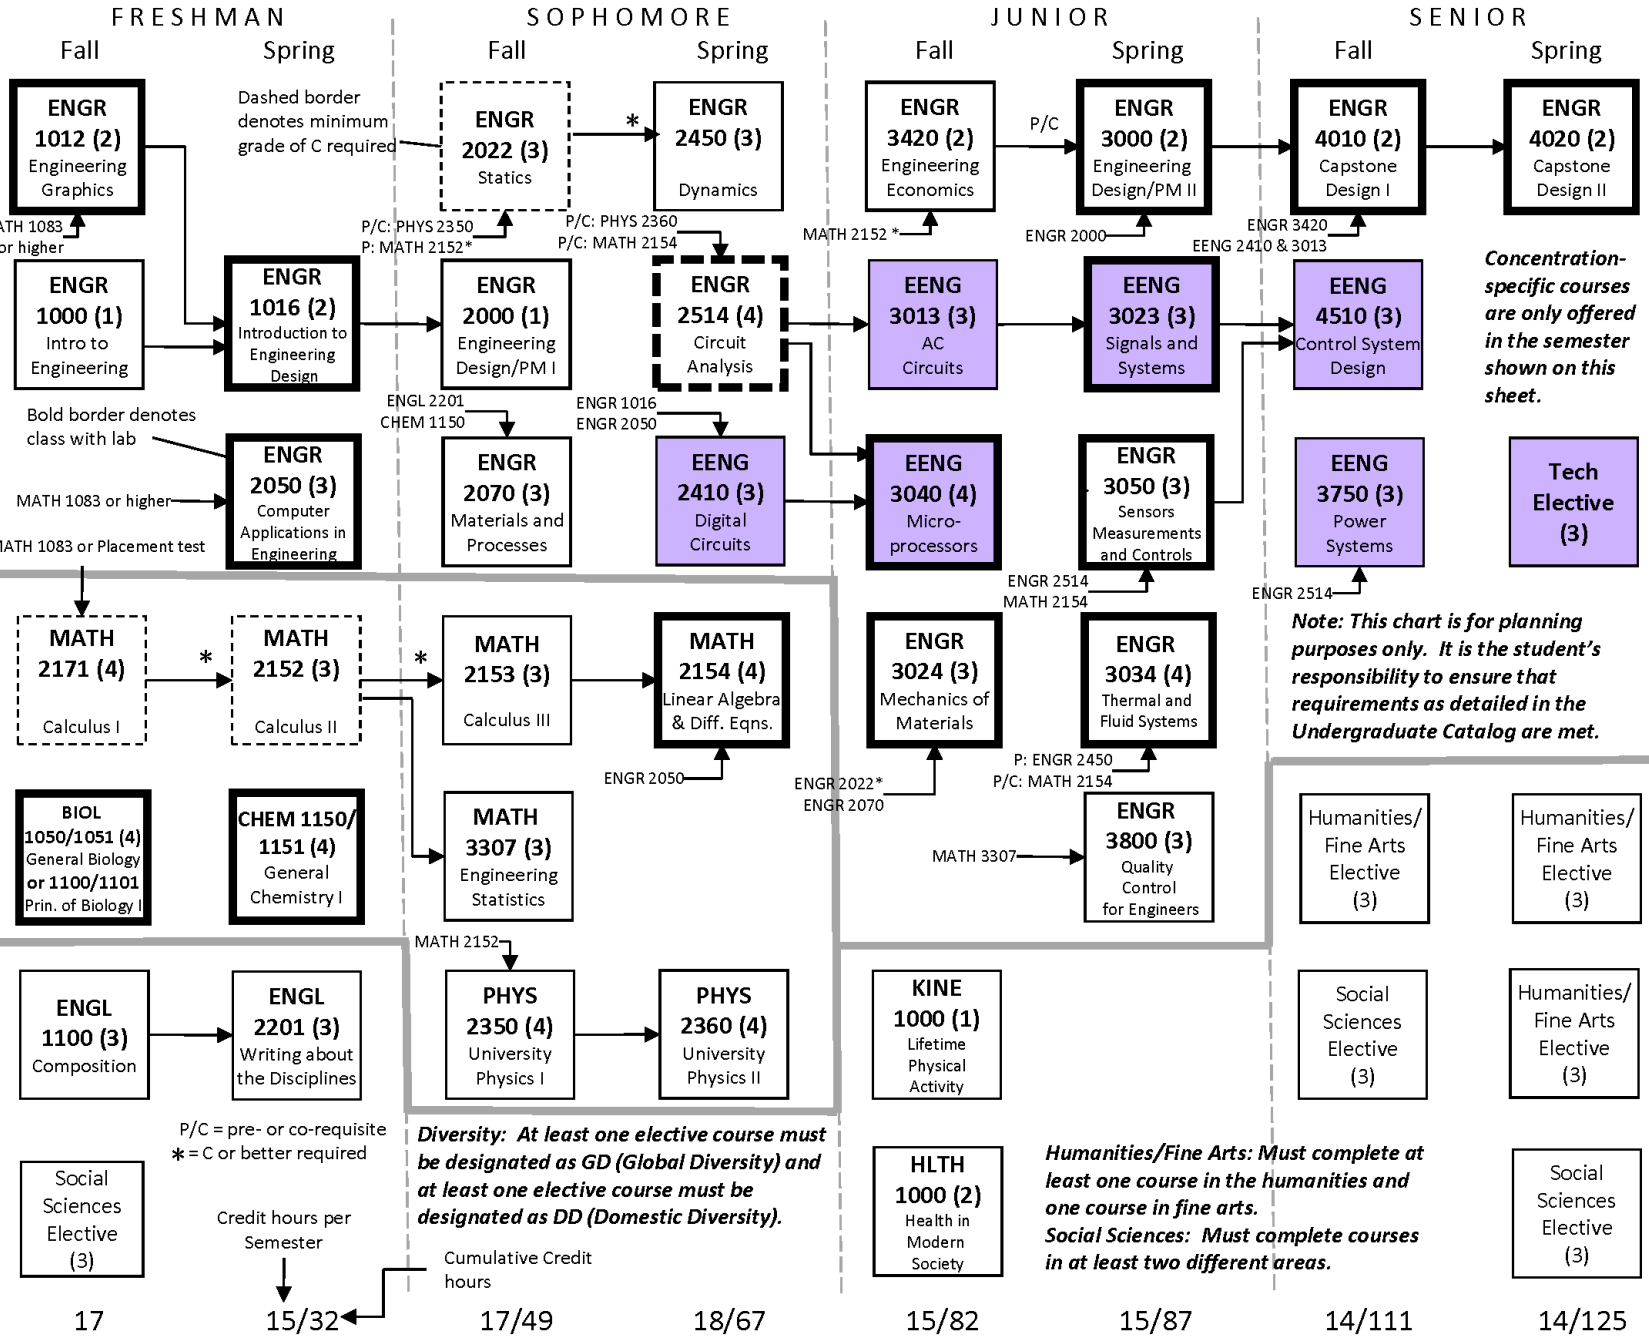 FRESHMAN
SOPHOMORE
JUNIOR
SENIOR
Fall
Spring
Fall
Spring
Fall
Spring
Fall
Spring
ENGR
1012 (2)
Engineering
Graphics
Dashed border
denotes minimum
grade of C required
ENGR
2022 (3)
Statics
*
ENGR
2450 (3)
Dynamics
ENGR
3420 (2)
Engineering
Economics
P/C
ENGR
3000 (2)
Engineering
Design/PM II
ENGR
4010 (2)
Capstone
Design I
ENGR
4020 (2)
Capstone
Design II
ATH 1083
or higher
P/C: PHYS 2350
P: MATH 2152*
P/C: PHYS 2360
P/C: MATH 2154
MATH 2152 *
ENGR 2000
ENGR 3420
EENG 2410 & 3013
ENGR
1000 (1)
Intro to
Engineering
ENGR
1016 (2)
Introduction to
Engineering
Design
ENGR
2000 (1)
Engineering
Design/PM I
ENGR
2514 (4)
Circuit
Analysis
EENG
3013 (3)
AC
Circuits
EENG
3023 (3)
Signals and
Systems
EENG
4510 (3)
Control System
Design
Concentration-
specific courses
are only offered
in the semester
shown on this
sheet.
Bold border denotes
class with lab
ENGL 2201
CHEM 1150
ENGR 1016
ENGR 2050
MATH 1083 or higher
ENGR
2050 (3)
Computer
Applications in
Engineering
ENGR
2070 (3)
Materials and
Processes
EENG
2410 (3)
Digital
Circuits
EENG
3040 (4)
Micro-
processors
ENGR
3050 (3)
Sensors
Measurements
and Controls
EENG
3750 (3)
Power
Systems
Tech
Elective
(3)
MATH 1083 or Placement test
ENGR 2514
MATH 2154
ENGR 2514
MATH
2171 (4)
Calculus I
*
MATH
2152 (3)
Calculus II
*
MATH
2153 (3)
Calculus III
MATH
2154 (4)
Linear Algebra
& Diff. Eqns.
ENGR
3024 (3)
Mechanics of
Materials
ENGR
3034 (4)
Thermal and
Fluid Systems
Note: This chart is for planning
purposes only.  It is the student's
responsibility to ensure that
requirements as detailed in the
Undergraduate Catalog are met.
ENGR 2050
ENGR 2022*
ENGR 2070
P: ENGR 2450
P/C: MATH 2154
BIOL
1050/1051 (4)
General Biology
or 1100/1101
Prin. of Biology I
CHEM 1150/
1151 (4)
General
Chemistry I
MATH
3307 (3)
Engineering
Statistics
MATH 3307
ENGR
3800 (3)
Quality
Control
for Engineers
Humanities/
Fine Arts
Elective
(3)
Humanities/
Fine Arts
Elective
(3)
MATH 2152
ENGL
1100 (3)
Composition
ENGL
2201 (3)
Writing about
the Disciplines
PHYS
2350 (4)
University
Physics I
PHYS
2360 (4)
University
Physics II
KINE
1000 (1)
Lifetime
Physical
Activity
Social
Sciences
Elective
(3)
Humanities/
Fine Arts
Elective
(3)
P/C = pre- or co-requisite
* = C or better required
Diversity:  At least one elective course must
be designated as GD (Global Diversity) and
at least one elective course must be
designated as DD (Domestic Diversity).
Social
Sciences
Elective
(3)
HLTH
1000 (2)
Health in
Modern
Society
Humanities/Fine Arts: Must complete at
least one course in the humanities and
one course in fine arts.
Social Sciences:  Must complete courses
in at least two different areas.
Social
Sciences
Elective
(3)
Credit hours per
Semester
Cumulative Credit
hours
17
15/32
17/49
18/67
15/82
15/87
14/111
14/125